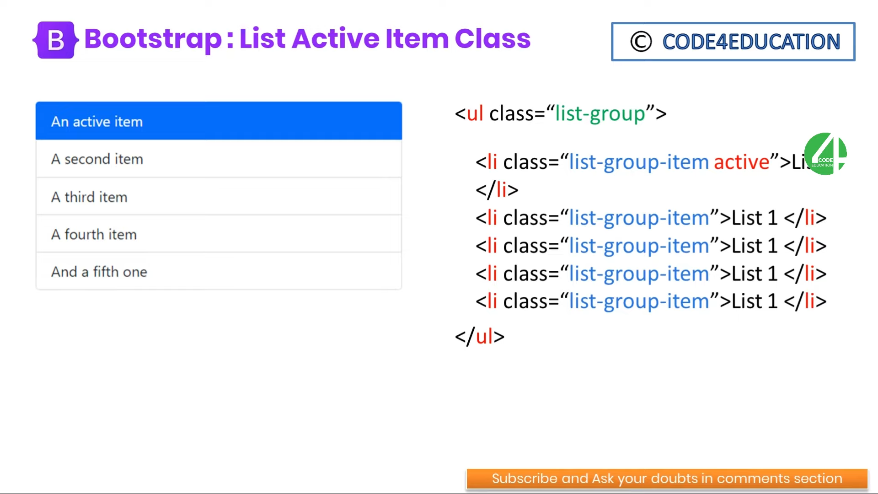 B Bootstrap : List Active Item Class
© CODE4EDUCATION
An active item
A second item
A third item
A fourth item
And a fifth one
<ul class=“list-group”>
<li class=“list-group-item active”>
</li>
<li class=“list-group-item”>List 1 </li>
<li class=“list-group-item”>List 1 </li>
<li class=“list-group-item”>List 1 </li>
<li class=“list-group-item”>List 1 </li>
</ul>
4
CODE
EDUCATION
Subscribe and Ask your doubts in comments section